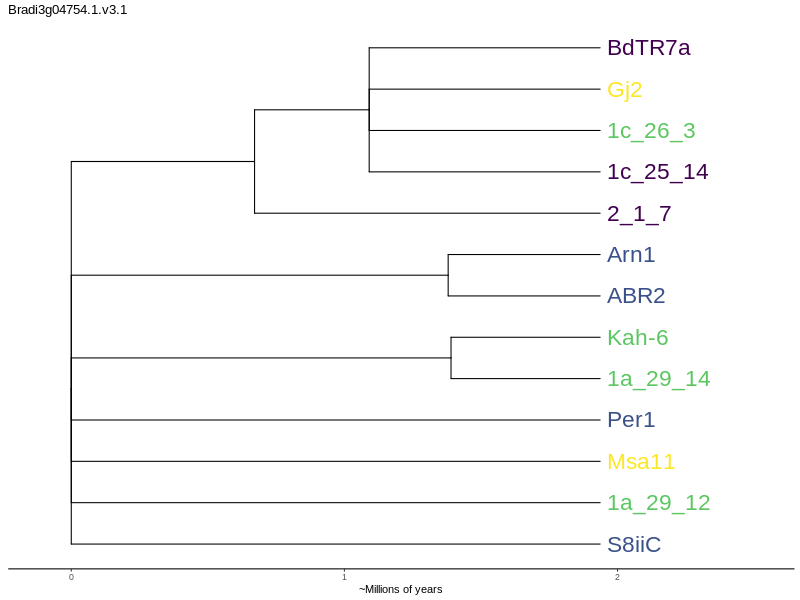 Bradi3g04754.1.v3.1
BdTR7a
Gj2
1c_26_3
1c_25_14
2_1_7
Arn1
ABR2
Kah-6
1a_29_14
Per1
Msa11
1a_29_12
S8iiC
0 1 2
~Millions of years